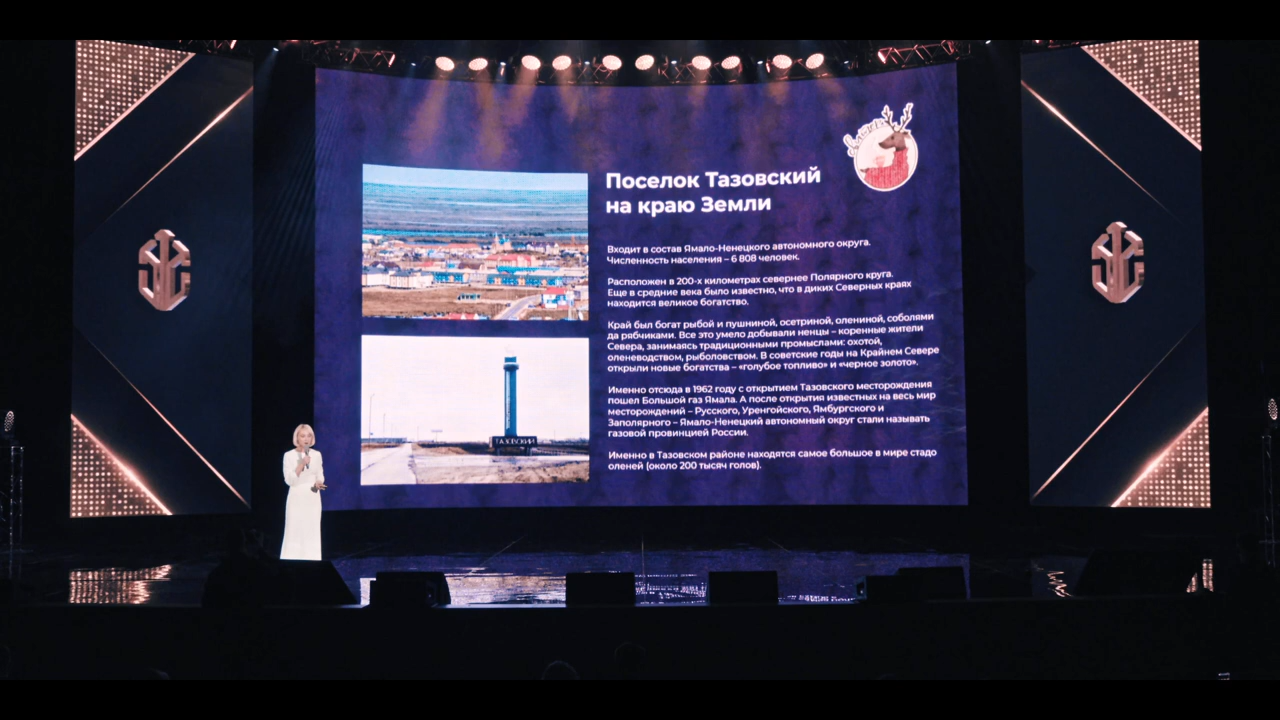 Поселок Тазовский
на краю Земли
Входит в состав Ямало-Ненецкого автономного округа.
Численность населения – 6 808 человек.
Расположен в 200-х километрах севернее Полярного круга.
Еще в средние века было известно, что в диких Северных краях
находится великое богатство.
Край был богат рыбой и пушниной, осетриной, олениной, соболями
да рябчиками. Все это умело добывали ненцы – коренные жители
Севера, занимаясь традиционными промыслами: охотой,
оленеводством, рыболовством. В советские годы на Крайнем Севере
открыли новые богатства – «голубое топливо» и «черное золото».
Именно отсюда в 1962 году с открытием Тазовского месторождения
пошел Большой газ Ямала. А после открытия известных на весь мир
месторождений – Русского, Уренгойского, Ямбургского и
Заполярного – Ямало-Ненецкий автономный округ стали называть
газовой провинцией России.
Именно в Тазовском районе находятся самое большое в мире стадо
оленей (около 200 тысяч голов).
ТАЗОВСКИЙ